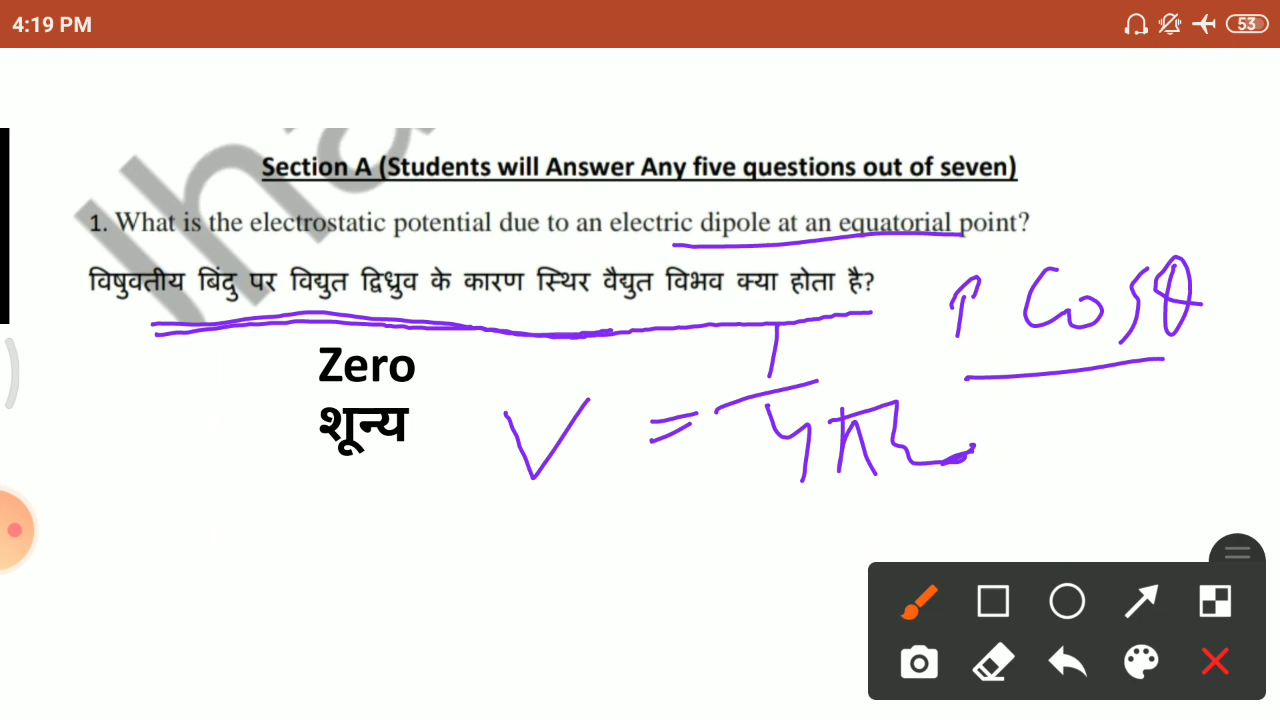 4:19 PM
53
Section A (Students will Answer Any five questions out of seven)
1. What is the electrostatic potential due to an electric dipole at an equatorial point?
विषुवतीय बिंदु पर विद्युत द्विध्रुव के कारण स्थिर वैद्युत विभव क्या होता है?
Zero
शून्य
V = 1
4π
Cosθ